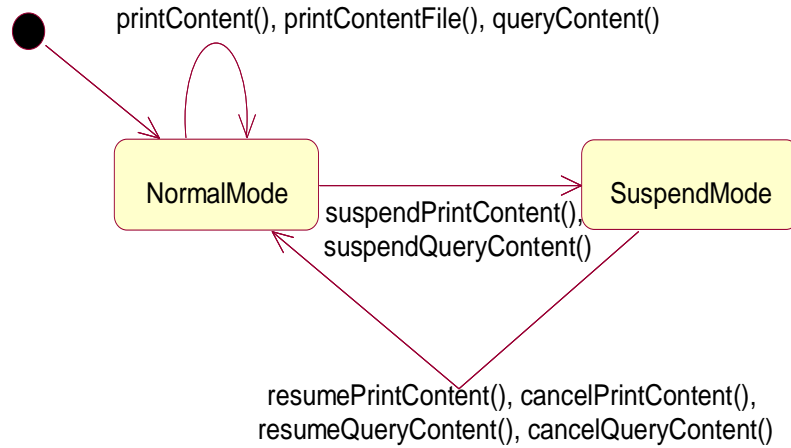 printContent(), printContentFile(), queryContent()
NormalMode
SuspendMode
suspendPrintContent(),
suspendQueryContent()
resumePrintContent(), cancelPrintContent(),
resumeQueryContent(), cancelQueryContent()